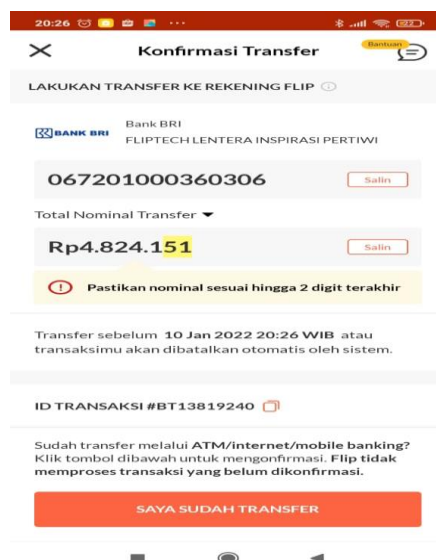 20:26
Konfirmasi Transfer
Bantuan
LAKUKAN TRANSFER KE REKENING FLIP
BANK BRI
Bank BRI
FLIPTECH LENTERA INSPIRASI PERTIWI
067201000360306
Salin
Total Nominal Transfer
Rp4.824.151
Salin
Pastikan nominal sesuai hingga 2 digit terakhir
Transfer sebelum 10 Jan 2022 20:26 WIB atau
transaksimu akan dibatalkan otomatis oleh sistem.
ID TRANSAKSI #BT13819240
Sudah transfer melalui ATM/internet/mobile banking?
Klik tombol dibawah untuk mengonfirmasi. Flip tidak
memproses transaksi yang belum dikonfirmasi.
SAYA SUDAH TRANSFER